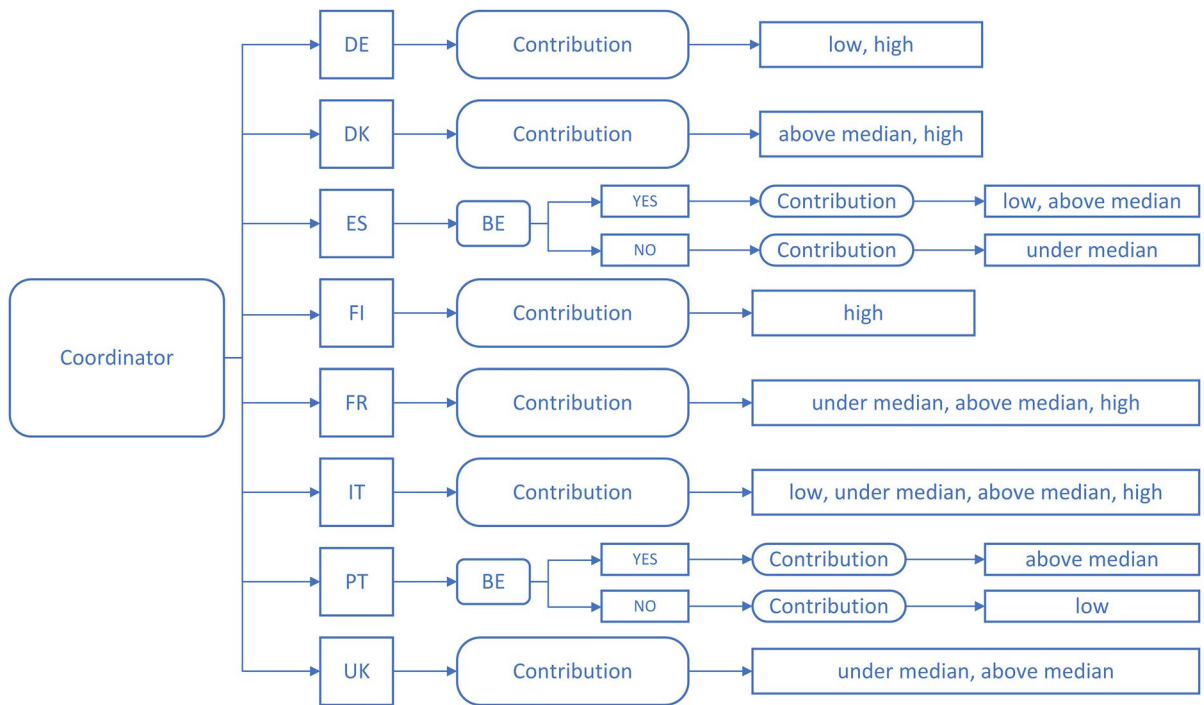 DE
Contribution
low, high
DK
Contribution
above median, high
ES
BE
YES
Contribution
low, above median
NO
Contribution
under median
Coordinator
FI
Contribution
high
FR
Contribution
under median, above median, high
IT
Contribution
low, under median, above median, high
PT
BE
YES
Contribution
above median
NO
Contribution
low
UK
Contribution
under median, above median